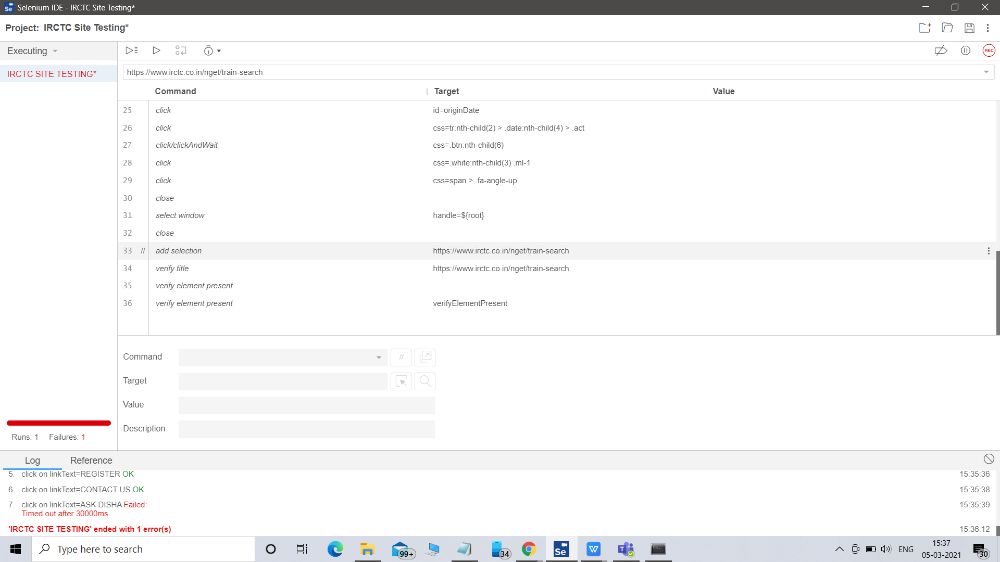 Selenium IDE - IRCTC Site Testing*
Project: IRCTC Site Testing*
Executing
IRCTC SITE TESTING*
REC
https://www.irctc.co.in/nget/train-search
Command Target Value
25 click id=originDate
26 click css=tr:nth-child(2) > .date:nth-child(4) > .act
27 click/clickAndWait css=.btn:nth-child(6)
28 click css=.white:nth-child(3) .ml-1
29 click css=span > .fa-angle-up
30 close
31 select window handle=${root}
32 close
33 // add selection https://www.irctc.co.in/nget/train-search
34 verify title https://www.irctc.co.in/nget/train-search
35 verify element present
36 verify element present verifyElementPresent
Command //
Target
Value
Description
Runs: 1 Failures: 1
Log Reference
5. click on linkText=REGISTER OK 15:35:36
6. click on linkText=CONTACT US OK 15:35:38
7. click on linkText=ASK DISHA Failed: 15:35:39
Timed out after 30000ms
'IRCTC SITE TESTING' ended with 1 error(s) 15:36:12
Type here to search
99+
34
Se
W
ENG
15:37
05-03-2021
30